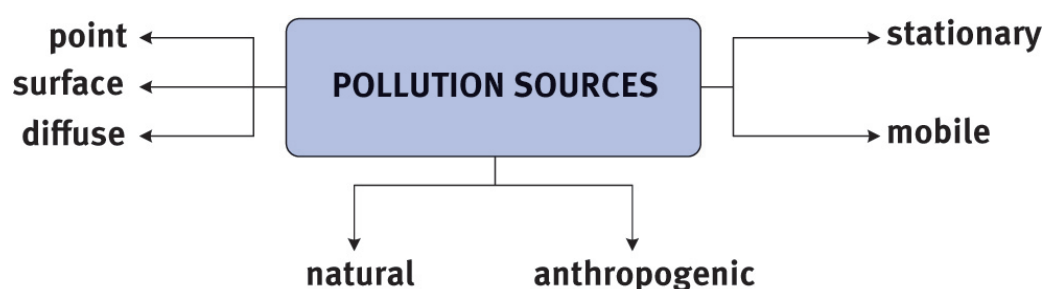 point
surface
diffuse
POLLUTION SOURCES
stationary
mobile
natural
anthropogenic